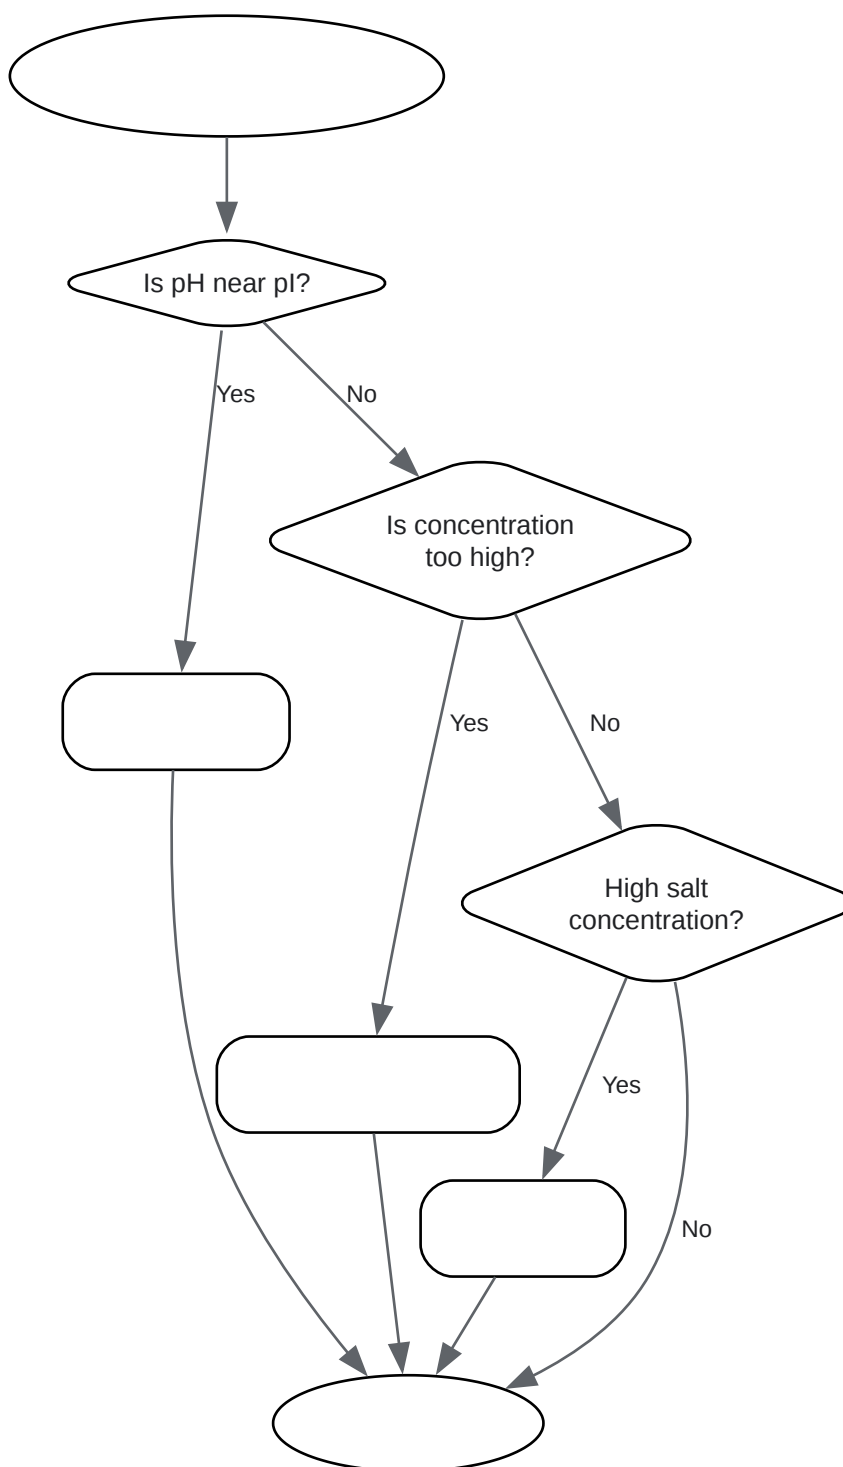 Is pH near pI?
Yes
No
Is concentration
too high?
Yes
No
High salt
concentration?
Yes
No